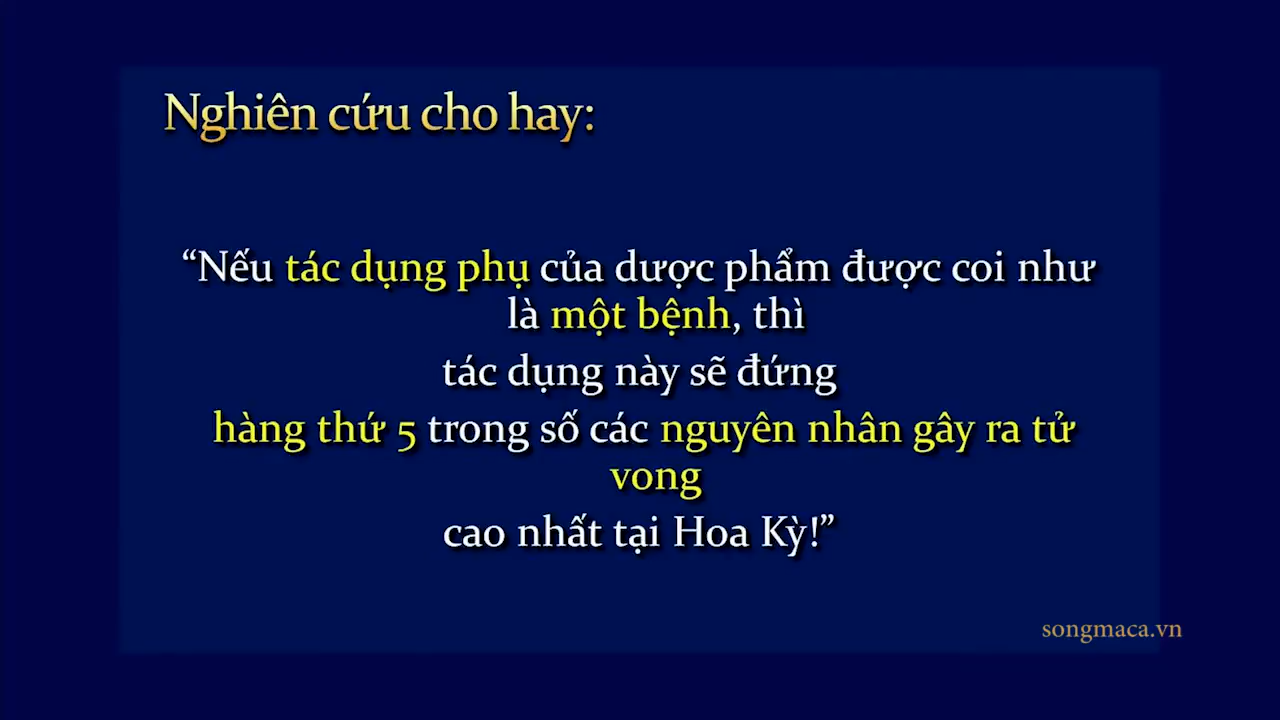 Nghiên cứu cho hay:
“Nếu tác dụng phụ của dược phẩm được coi như
là một bệnh, thì
tác dụng này sẽ đứng
hàng thứ 5 trong số các nguyên nhân gây ra tử
vong
cao nhất tại Hoa Kỳ!”
songmaca.vn